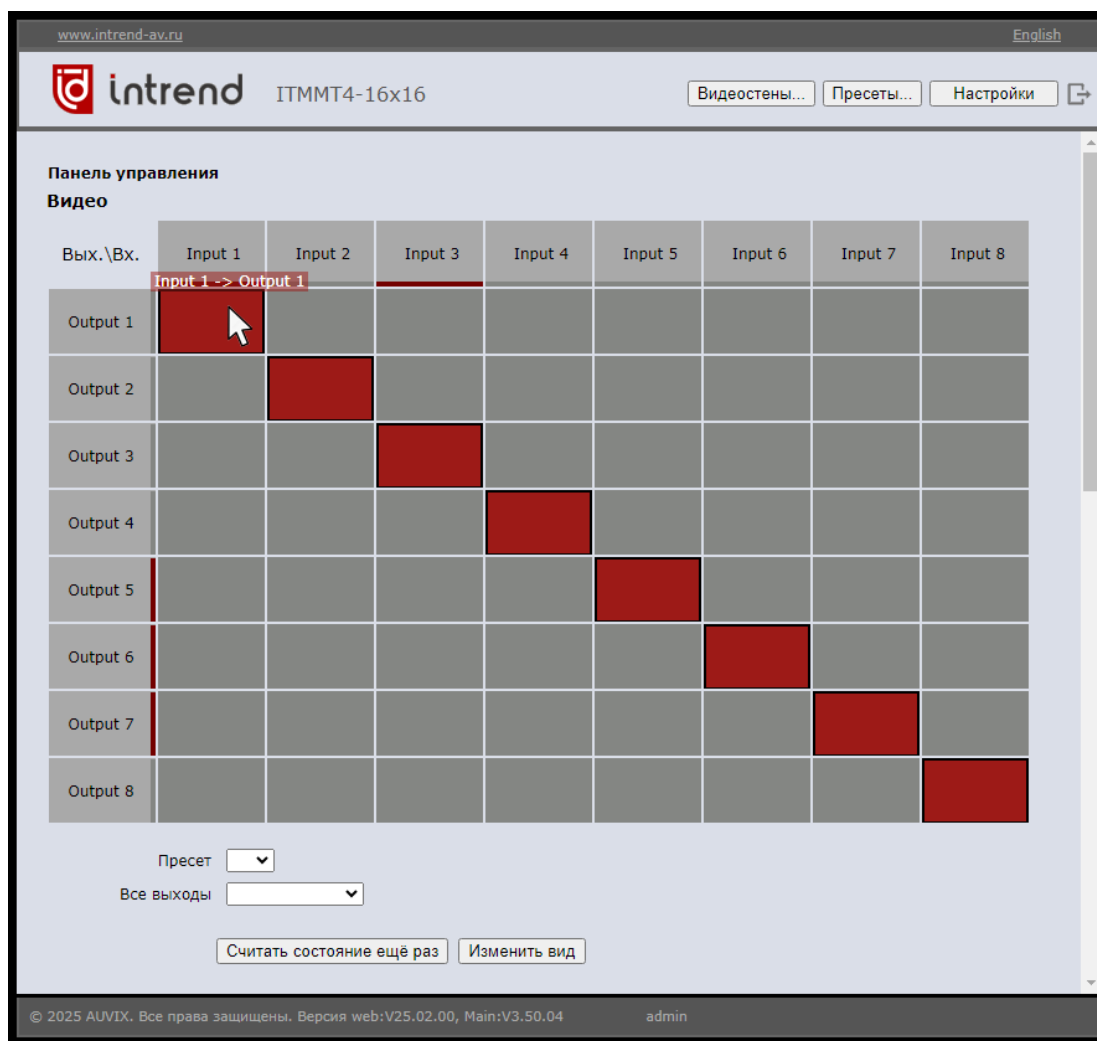 www.intrend-av.ru English
intrend ITMMT4-16x16 Видеостены... Пресеты... Настройки
Панель управления
Видео
Вых.\Вх. Input 1 Input 2 Input 3 Input 4 Input 5 Input 6 Input 7 Input 8
Input 1 -> Output 1
Output 1
Output 2
Output 3
Output 4
Output 5
Output 6
Output 7
Output 8
Пресет
Все выходы
Считать состояние ещё раз Изменить вид
© 2025 AUVIX. Все права защищены. Версия web:V25.02.00, Main:V3.50.04 admin